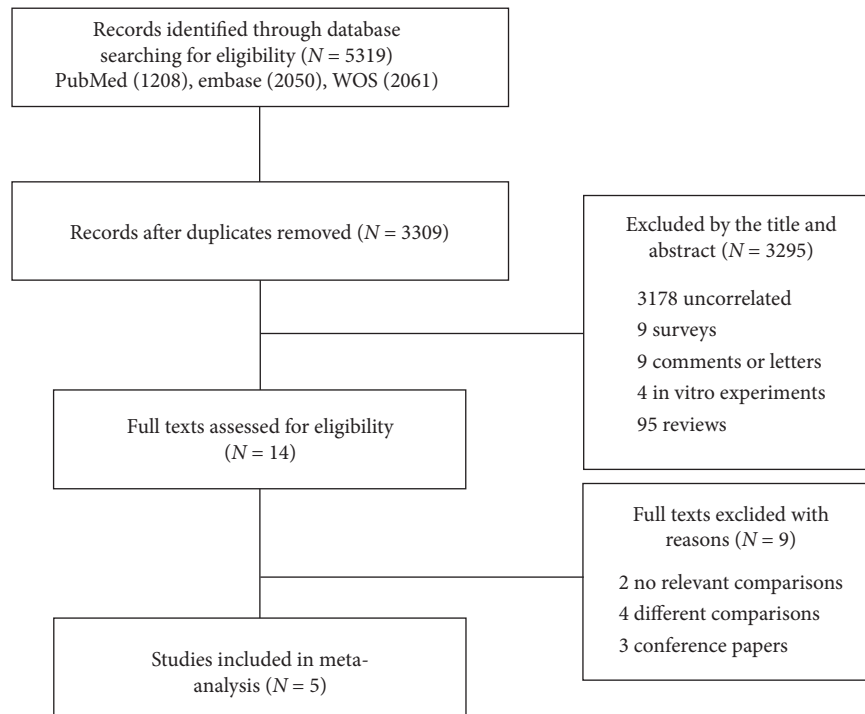 Records identified through database
searching for eligibility (N = 5319)
PubMed (1208), embase (2050), WOS (2061)
Records after duplicates removed (N = 3309)
Excluded by the title and
abstract (N = 3295)
3178 uncorrelated
9 surveys
9 comments or letters
4 in vitro experiments
95 reviews
Full texts assessed for eligibility
(N = 14)
Full texts exclided with
reasons (N = 9)
2 no relevant comparisons
4 different comparisons
3 conference papers
Studies included in meta-
analysis (N = 5)